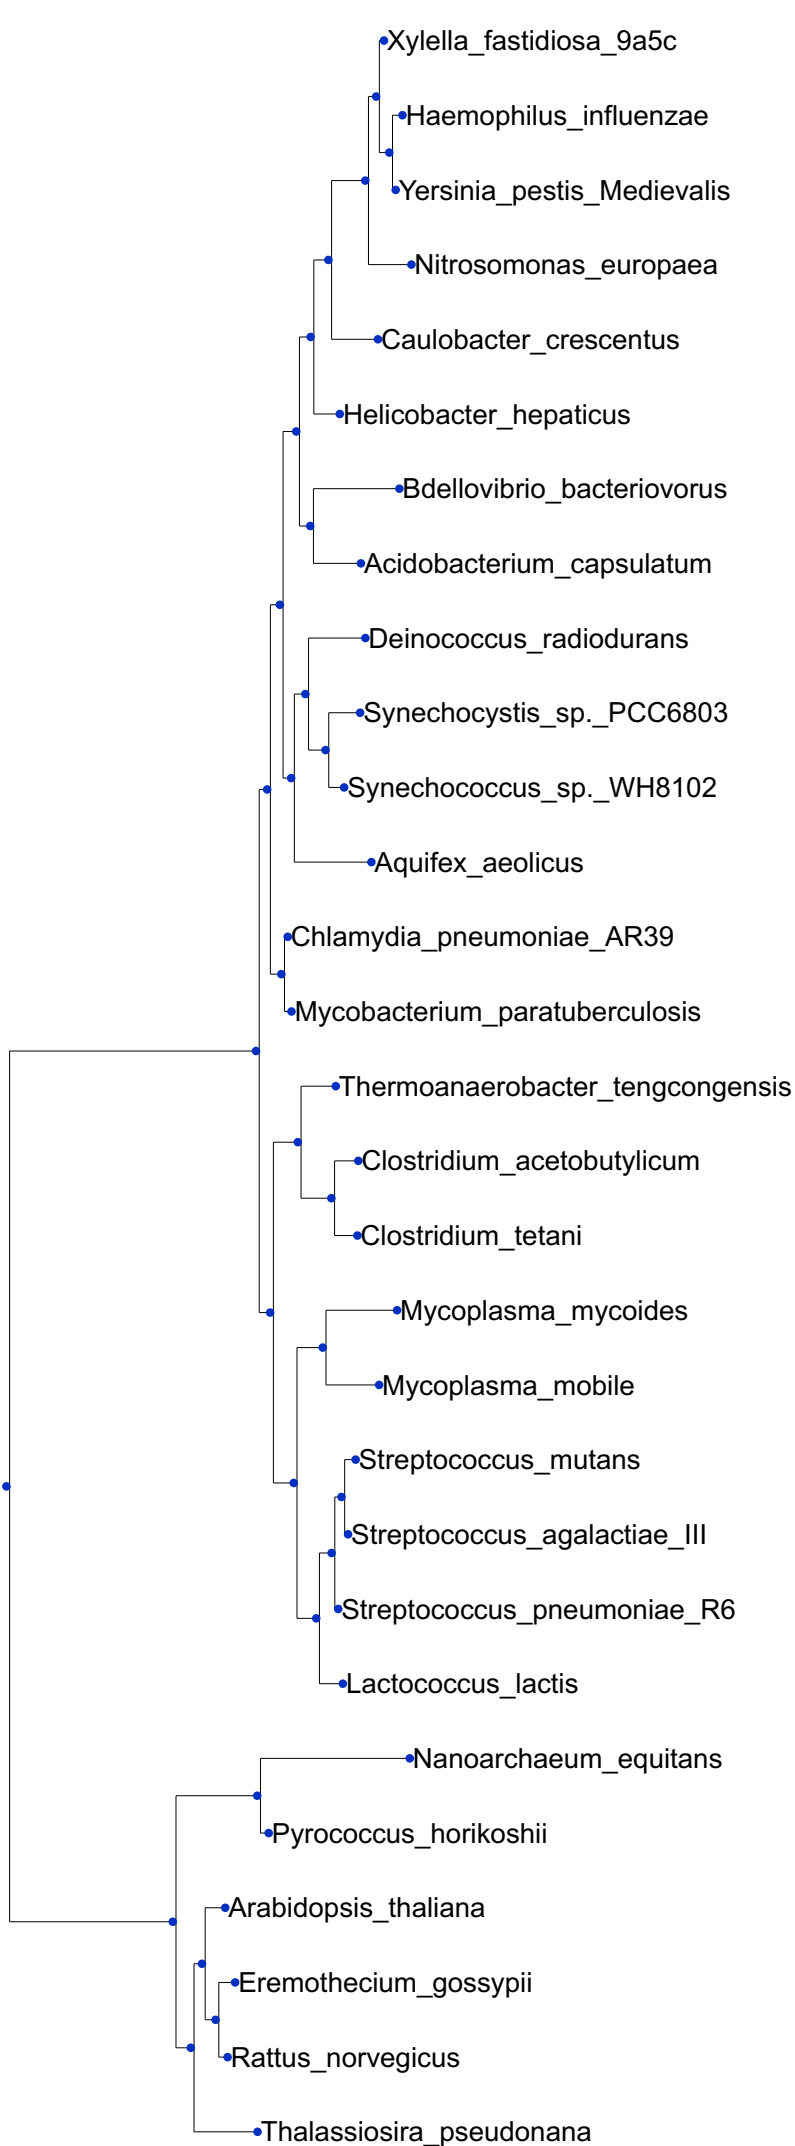 Xylella_fastidiosa_9a5c
Haemophilus_influenzae
Yersinia_pestis_Medievalis
Nitrosomonas_europaea
Caulobacter_crescentus
Helicobacter_hepaticus
Bdellovibrio_bacteriovorus
Acidobacterium_capsulatum
Deinococcus_radiodurans
Synechocystis_sp._PCC6803
Synechococcus_sp._WH8102
Aquifex_aeolicus
Chlamydia_pneumoniae_AR39
Mycobacterium_paratuberculosis
Thermoanaerobacter_tengcongensis
Clostridium_acetobutylicum
Clostridium_tetani
Mycoplasma_mycoides
Mycoplasma_mobile
Streptococcus_mutans
Streptococcus_agalactiae_III
Streptococcus_pneumoniae_R6
Lactococcus_lactis
Nanoarchaeum_equitans
Pyrococcus_horikoshii
Arabidopsis_thaliana
Eremothecium_gossypii
Rattus_norvegicus
Thalassiosira_pseudonana